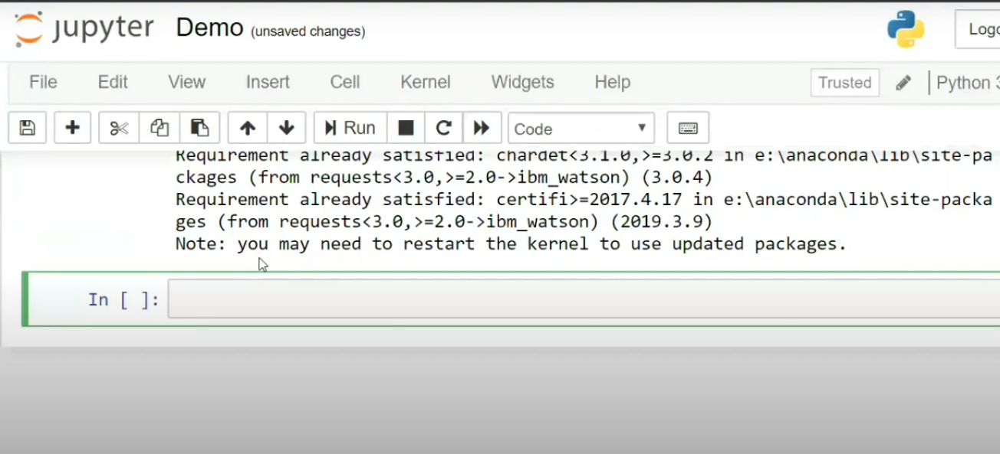 jupyter Demo (unsaved changes)
Logo
File Edit View Insert Cell Kernel Widgets Help Trusted Python 3
Run Code
Requirement already satisfied: chardet<3.1.0,>=3.0.2 in e:\anaconda\lib\site-pa
ckages (from requests<3.0,>=2.0->ibm_watson) (3.0.4)
Requirement already satisfied: certifi>=2017.4.17 in e:\anaconda\lib\site-packa
ges (from requests<3.0,>=2.0->ibm_watson) (2019.3.9)
Note: you may need to restart the kernel to use updated packages.
In [ ]: